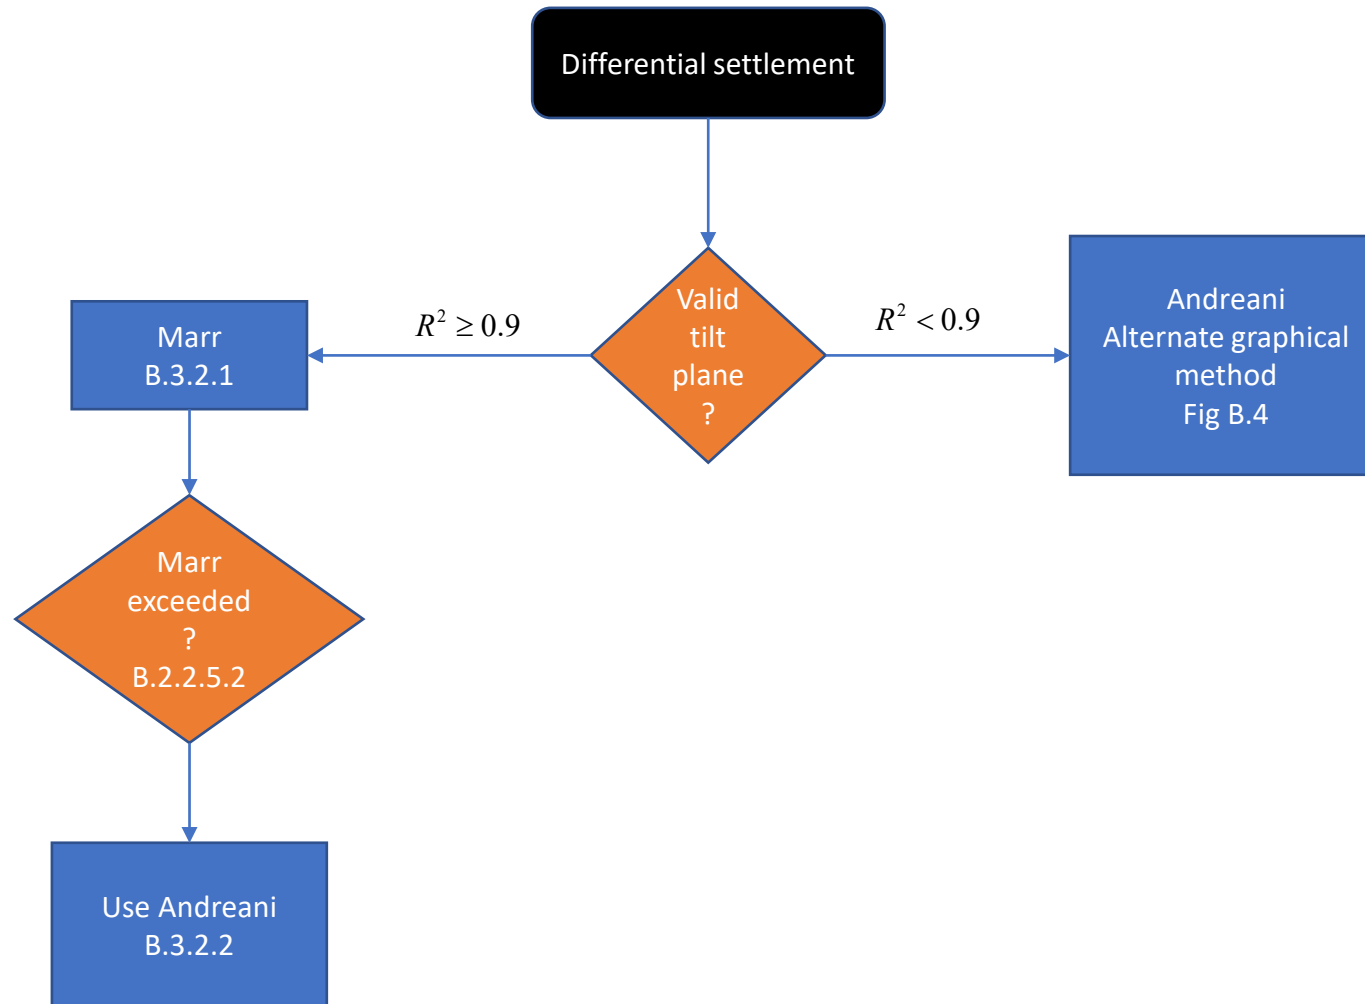 Differential settlement
Valid
tilt
plane
?
R² ≥ 0.9
R² < 0.9
Marr
B.3.2.1
Andreani
Alternate graphical
method
Fig B.4
Marr
exceeded
?
B.2.2.5.2
Use Andreani
B.3.2.2